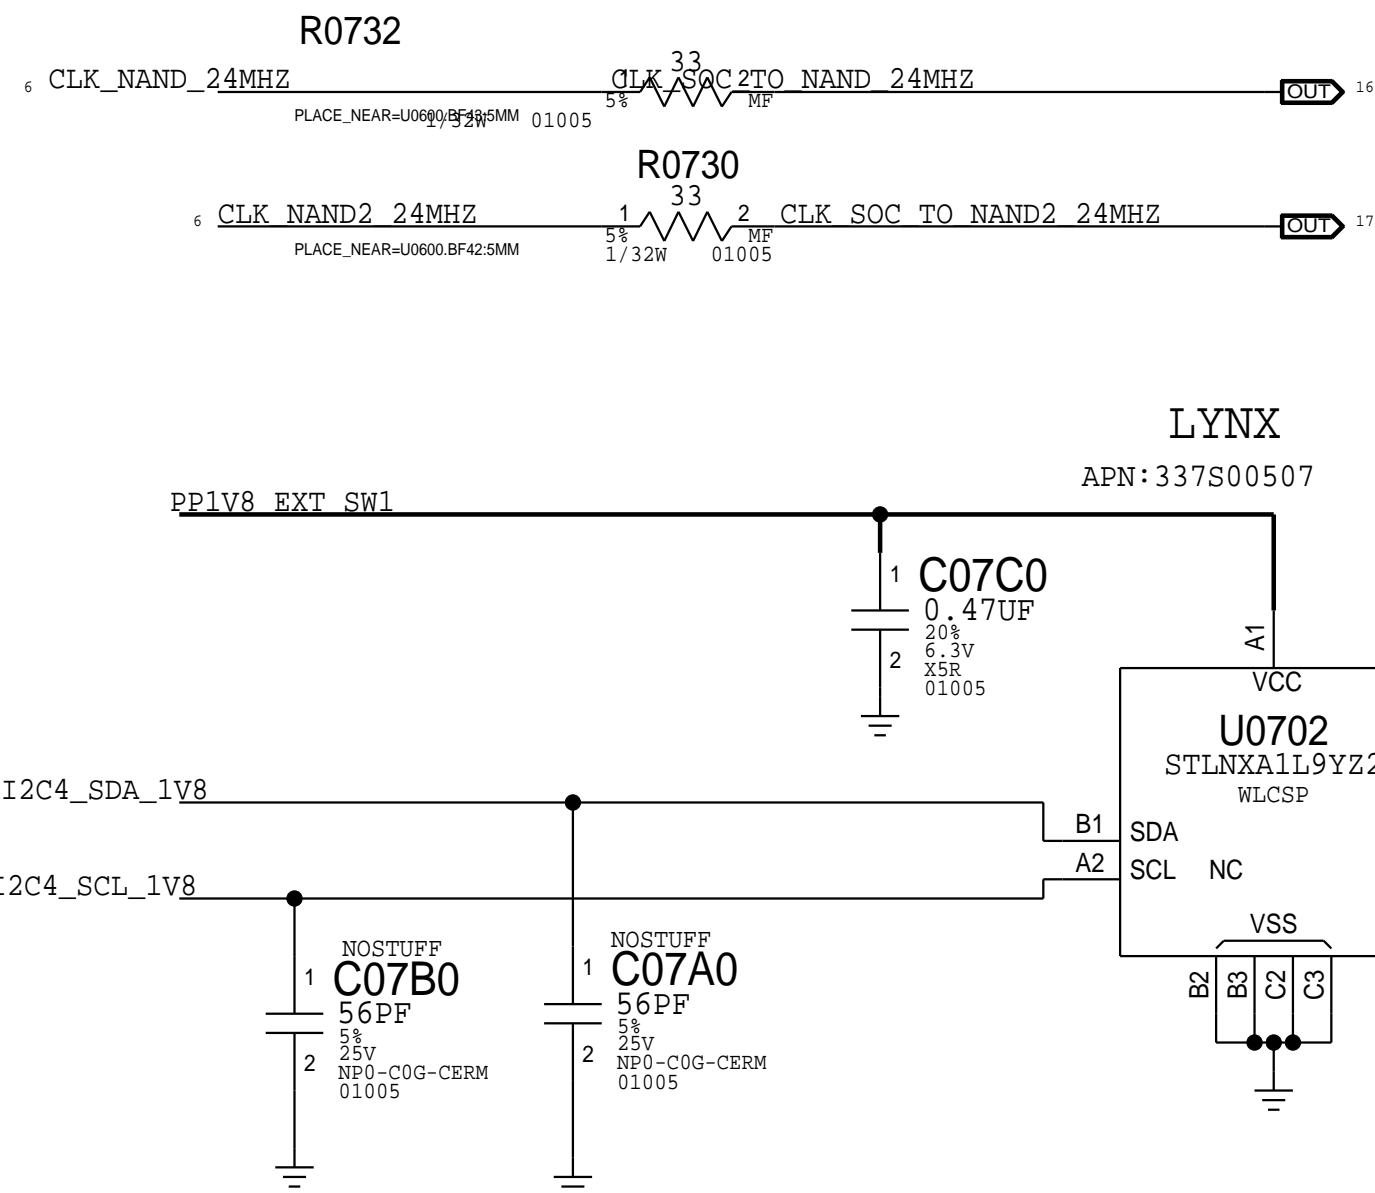 R0732
33
6 CLK_NAND_24MHZ 1 CLK_SOC_TO_NAND_24MHZ 2 OUT 16
5% MF
PLACE_NEAR=U0600.BF43:5MM 1/32W 01005
R0730
33
6 CLK_NAND2_24MHZ 1 2 CLK_SOC_TO_NAND2_24MHZ OUT 17
5% MF
PLACE_NEAR=U0600.BF42:5MM 1/32W 01005
LYNX
APN:337S00507
PP1V8_EXT_SW1
1 C07C0
0.47UF
20%
6.3V
2 X5R
01005
A1
VCC
U0702
STLNXA1L9YZ2
WLCSP
I2C4_SDA_1V8
B1 SDA
A2 SCL NC
I2C4_SCL_1V8
VSS
B2 B3 C2 C3
NOSTUFF
1 C07B0
56PF
5%
25V
2 NP0-C0G-CERM
01005
NOSTUFF
1 C07A0
56PF
5%
25V
2 NP0-C0G-CERM
01005